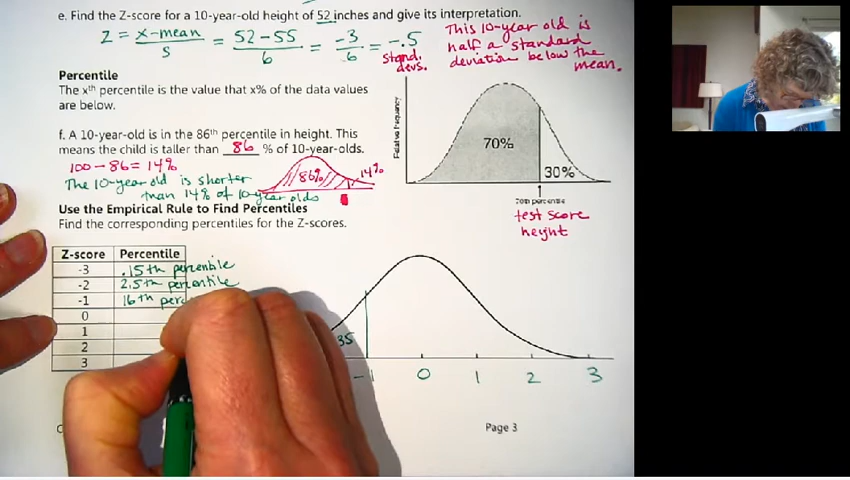 e. Find the Z-score for a 10-year-old height of 52 inches and give its interpretation.
Z = x-mean/s = 52-55/6 = -3/6 = -.5
stand. devs.
This 10-year old is
half a standard
deviation below the
mean.
Percentile
The xth percentile is the value that x% of the data values
are below.
f. A 10-year-old is in the 86th percentile in height. This
means the child is taller than 86 % of 10-year-olds.
100-86=14%
The 10-year old is shorter
than 14% of 10-year olds
86%
14%
Relative frequency
70%
30%
70th percentile
test score
height
Use the Empirical Rule to Find Percentiles
Find the corresponding percentiles for the Z-scores.
Z-score Percentile
-3 .15th percentile
-2 2.5th percentile
-1 16th per
0
1
2
3
35
-1 0 1 2 3
Page 3